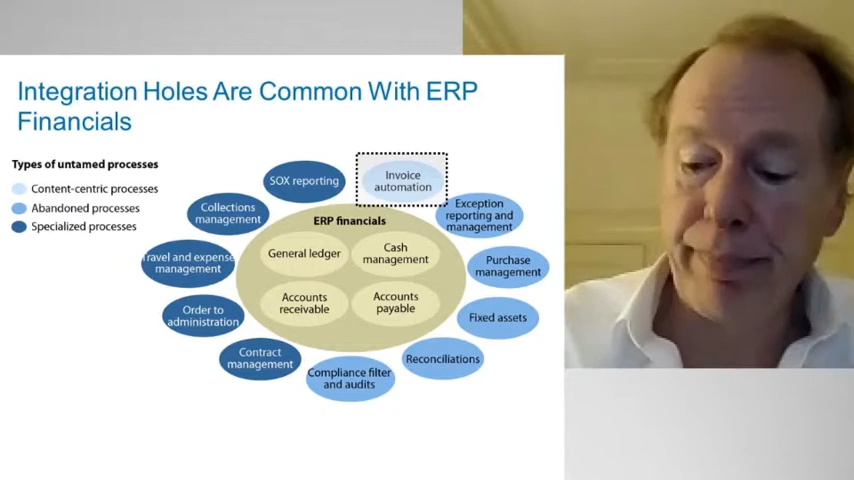 Integration Holes Are Common With ERP
Financials
Types of untamed processes
Content-centric processes
Abandoned processes
Specialized processes
SOX reporting
Invoice
automation
Collections
management
Exception
reporting and
management
ERP financials
Travel and expense
management
General ledger
Cash
management
Purchase
management
Order to
administration
Accounts
receivable
Accounts
payable
Fixed assets
Contract
management
Compliance filter
and audits
Reconciliations